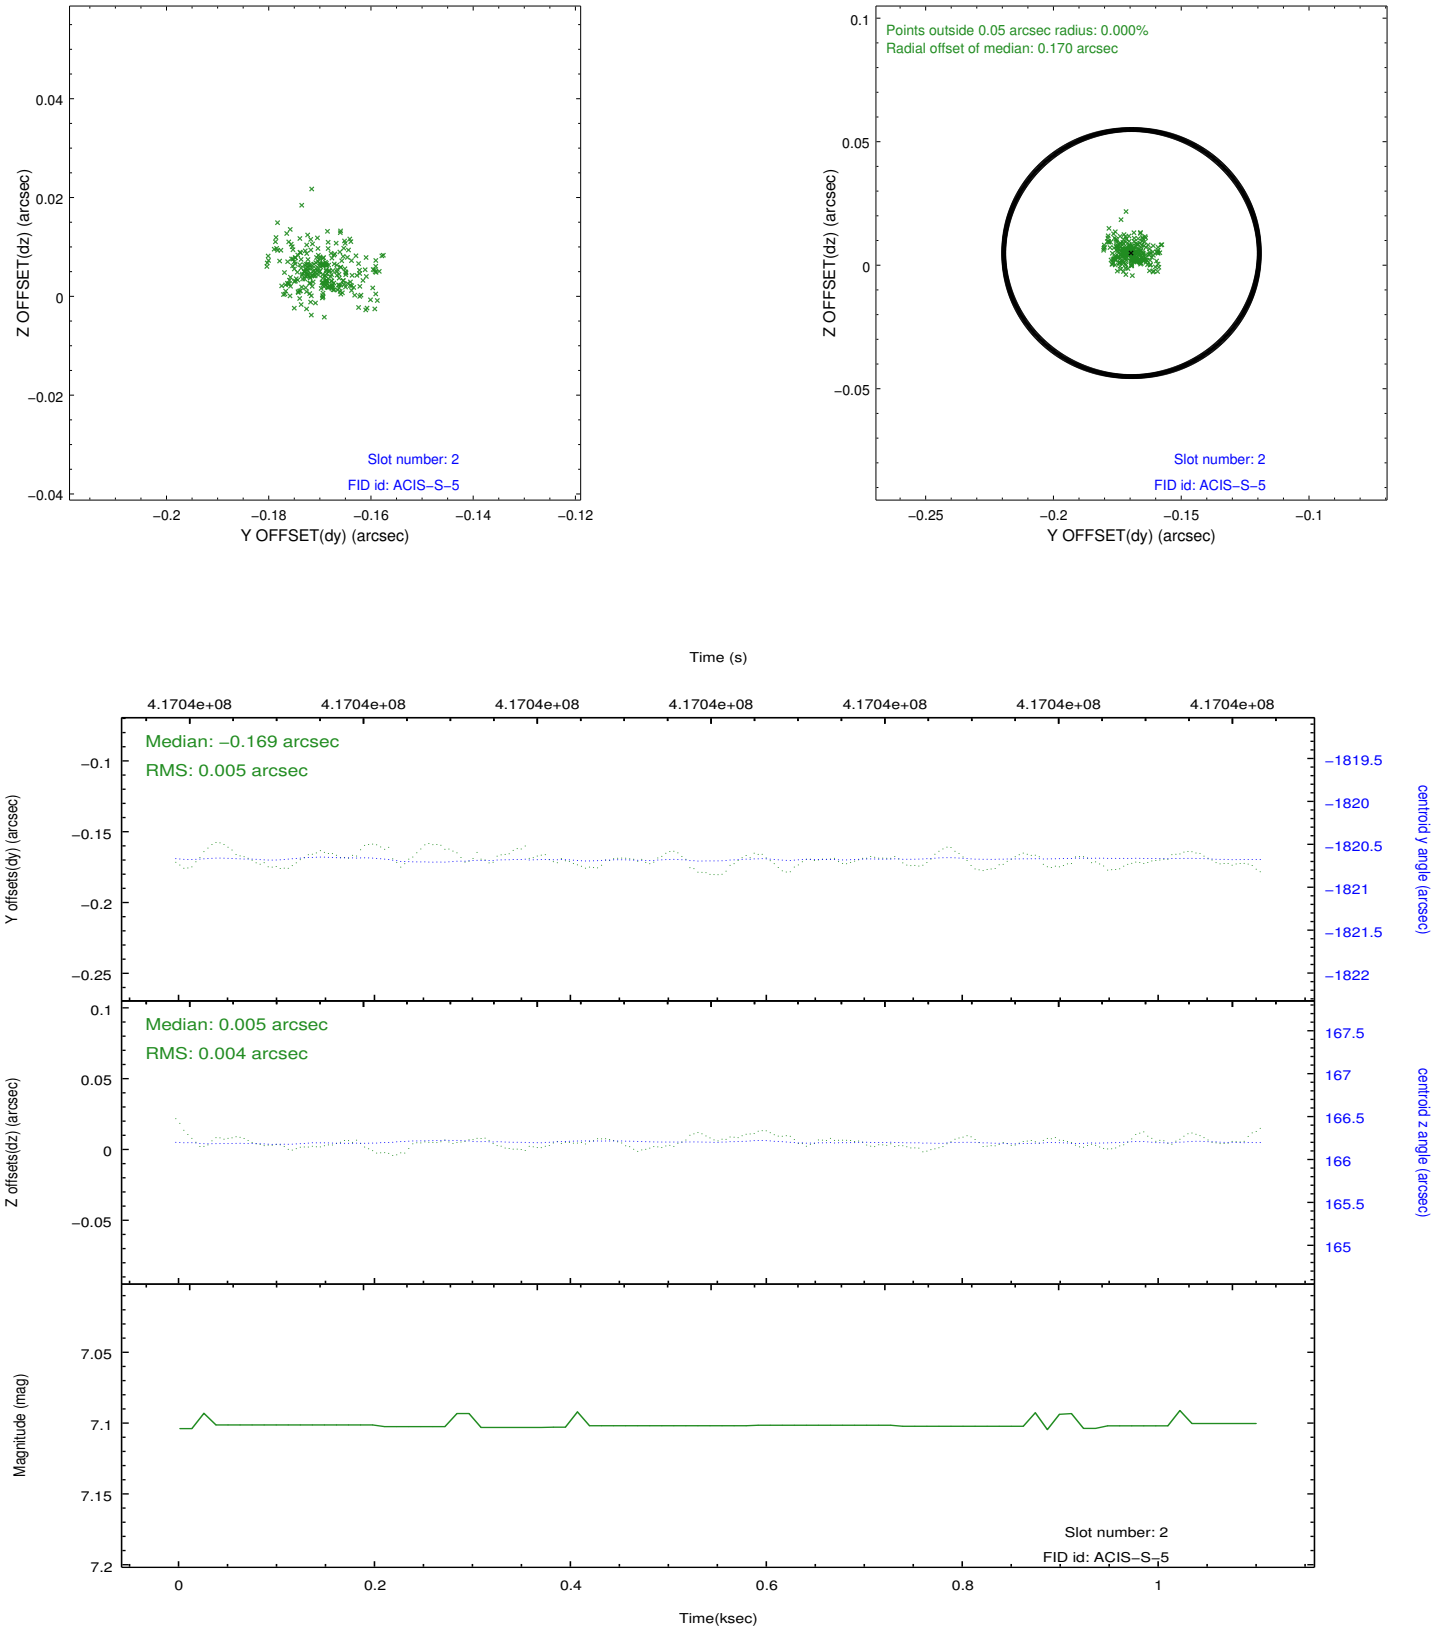 0.04
0.02
0
−0.02
−0.04
Z OFFSET(dz) (arcsec)
Slot number: 2
FID id: ACIS−S−5
−0.2
−0.18
−0.16
−0.14
−0.12
Y OFFSET(dy) (arcsec)
Points outside 0.05 arcsec radius: 0.000%
Radial offset of median: 0.170 arcsec
0.1
0.05
0
−0.05
Z OFFSET(dz) (arcsec)
Slot number: 2
FID id: ACIS−S−5
−0.25
−0.2
−0.15
−0.1
Y OFFSET(dy) (arcsec)
Time (s)
4.1704e+08
4.1704e+08
4.1704e+08
4.1704e+08
4.1704e+08
4.1704e+08
4.1704e+08
Median: −0.169 arcsec
RMS: 0.005 arcsec
−0.1
−0.15
−0.2
−0.25
Y offsets(dy) (arcsec)
−1819.5
−1820
−1820.5
−1821
−1821.5
−1822
centroid y angle (arcsec)
Median: 0.005 arcsec
RMS: 0.004 arcsec
0.1
0.05
0
−0.05
Z offsets(dz) (arcsec)
167.5
167
166.5
166
165.5
165
centroid z angle (arcsec)
7.05
7.1
7.15
7.2
Magnitude (mag)
Slot number: 2
FID id: ACIS−S−5
0
0.2
0.4
0.6
0.8
1
Time(ksec)